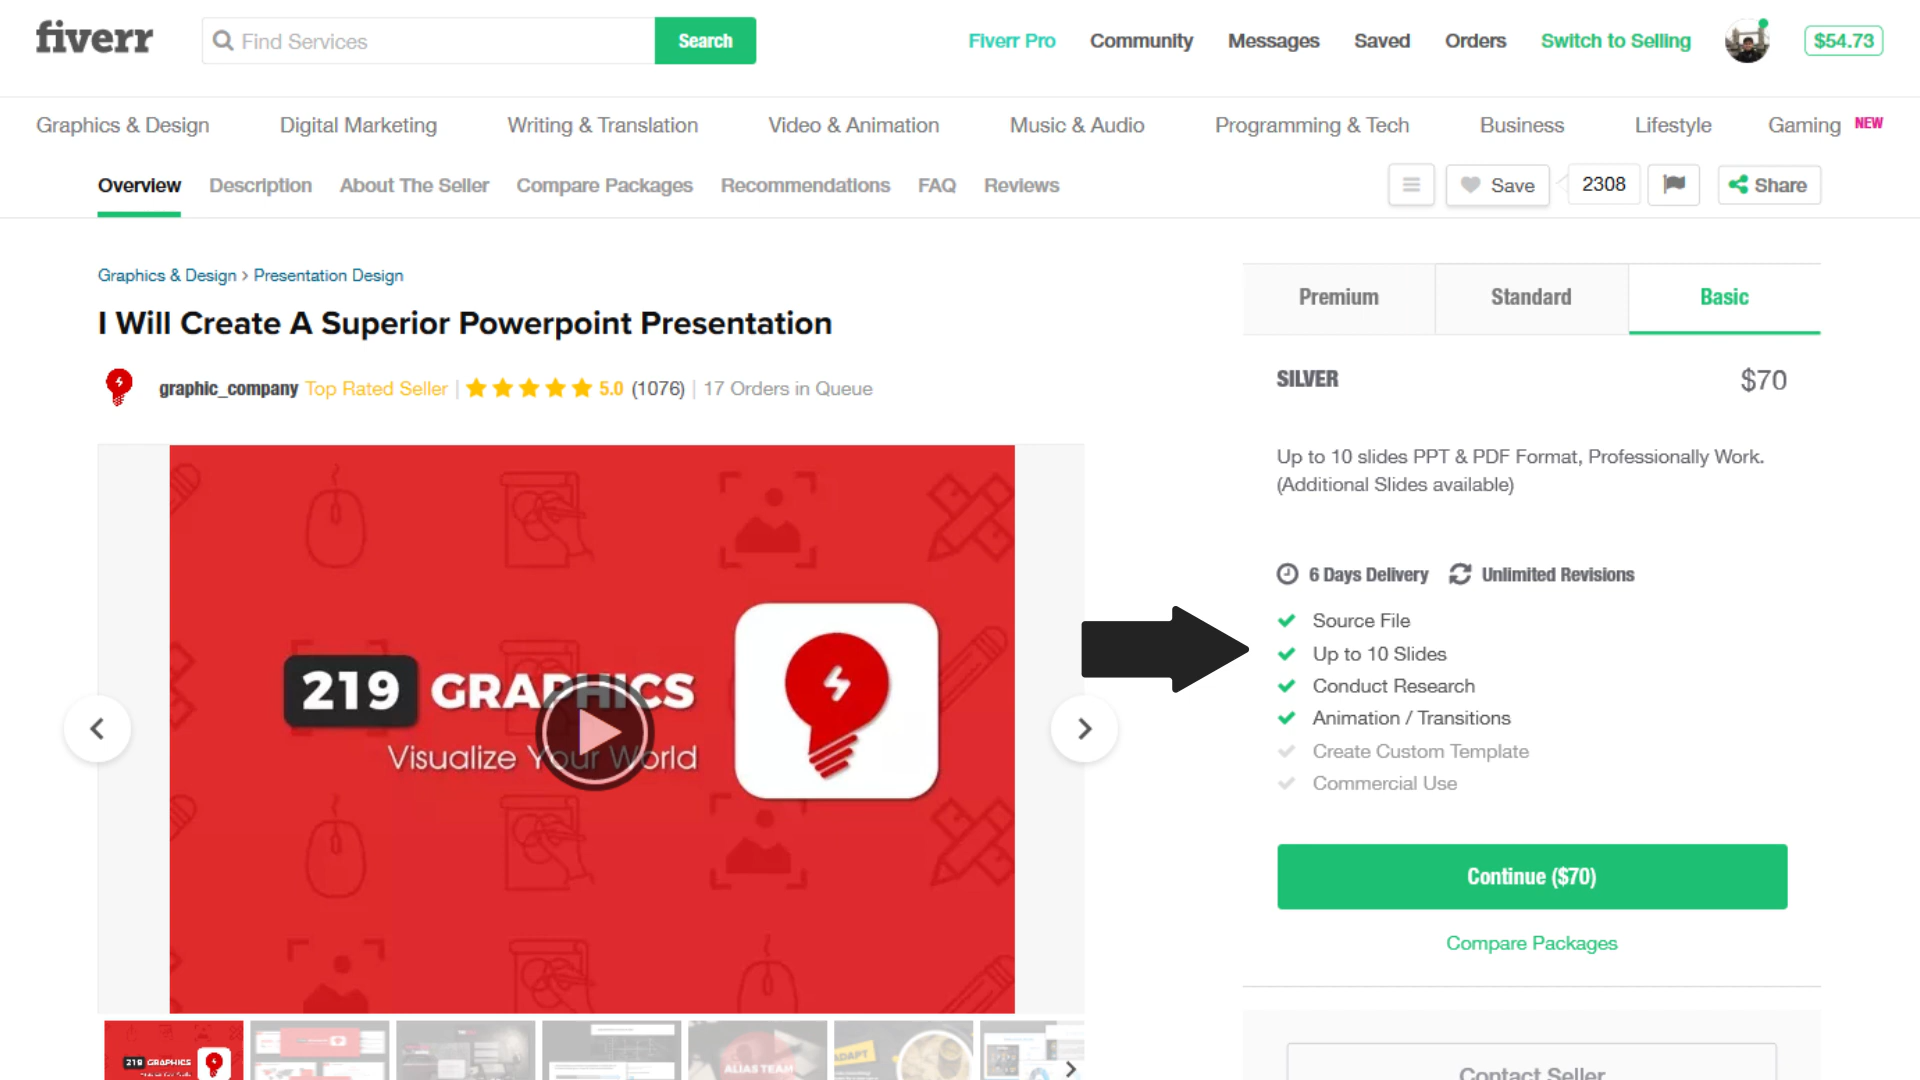 fiverr
Find Services
Search
Fiverr Pro
Community
Messages
Saved
Orders
Switch to Selling
$54.73
Graphics & Design
Digital Marketing
Writing & Translation
Video & Animation
Music & Audio
Programming & Tech
Business
Lifestyle
Gaming NEW
Overview
Description
About The Seller
Compare Packages
Recommendations
FAQ
Reviews
Save
2308
Share
Graphics & Design › Presentation Design
I Will Create A Superior Powerpoint Presentation
graphic_company Top Rated Seller | 5.0 (1076) | 17 Orders in Queue
219 GRAPHICS
Visualize Your World
219 GRAPHICS
ALIAS TEAM
ADAPT
Premium
Standard
Basic
SILVER
$70
Up to 10 slides PPT & PDF Format, Professionally Work.
(Additional Slides available)
6 Days Delivery
Unlimited Revisions
Source File
Up to 10 Slides
Conduct Research
Animation / Transitions
Create Custom Template
Commercial Use
Continue ($70)
Compare Packages
Contact Seller